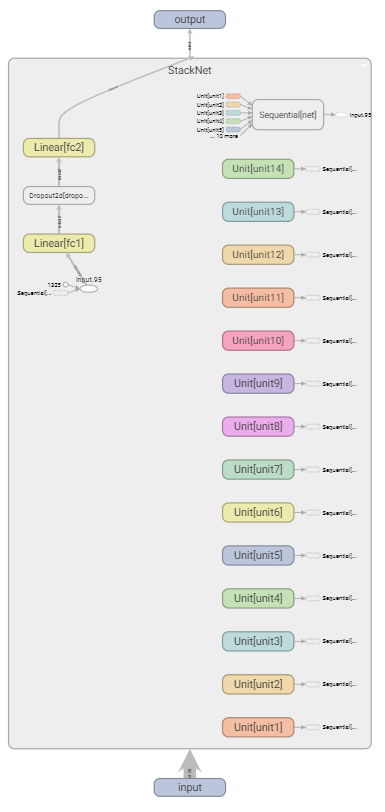 output
StackNet
Unit[unit1]
Unit[unit2]
Unit[unit3]
Unit[unit4]
Unit[unit5]
... 10 more
Sequential[net]
input.95
Linear[fc2]
Unit[unit14]
Sequential[...
Dropout2d[dropo...
Unit[unit13]
Sequential[...
Linear[fc1]
Unit[unit12]
Sequential[...
input.95
1325
Sequential[...
Unit[unit11]
Sequential[...
Unit[unit10]
Sequential[...
Unit[unit9]
Sequential[...
Unit[unit8]
Sequential[...
Unit[unit7]
Sequential[...
Unit[unit6]
Sequential[...
Unit[unit5]
Sequential[...
Unit[unit4]
Sequential[...
Unit[unit3]
Sequential[...
Unit[unit2]
Sequential[...
Unit[unit1]
Sequential[...
input